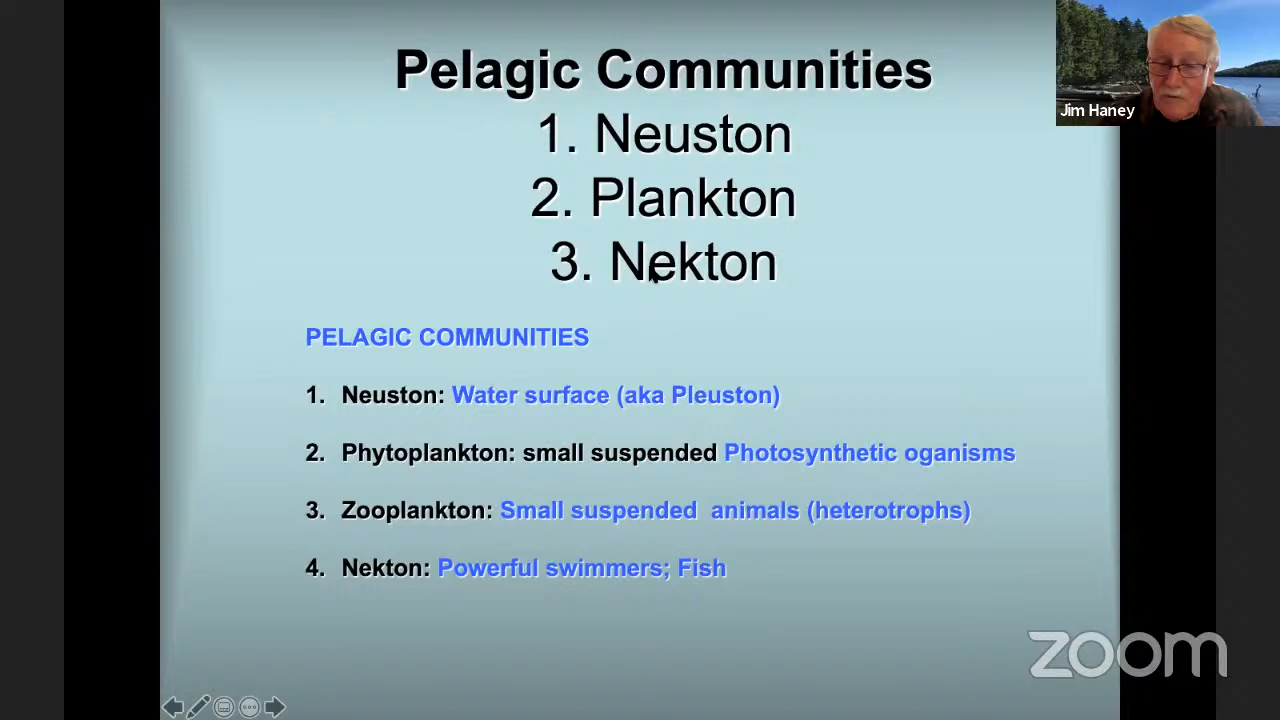 Pelagic Communities
1. Neuston
2. Plankton
3. Nekton
Jim Haney
PELAGIC COMMUNITIES
1. Neuston: Water surface (aka Pleuston)
2. Phytoplankton: small suspended Photosynthetic oganisms
3. Zooplankton: Small suspended animals (heterotrophs)
4. Nekton: Powerful swimmers; Fish
zoom